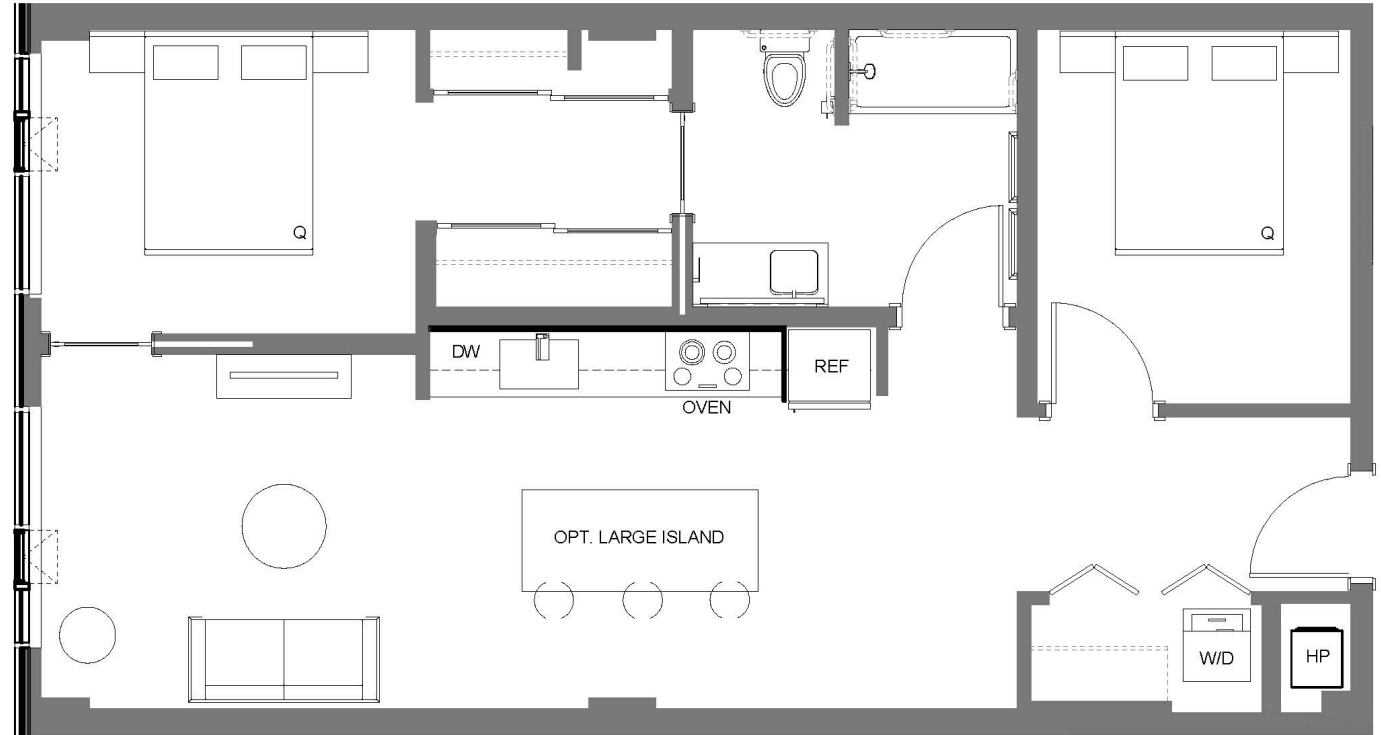 Q
Q
DW
REF
OVEN
OPT. LARGE ISLAND
W/D
HP